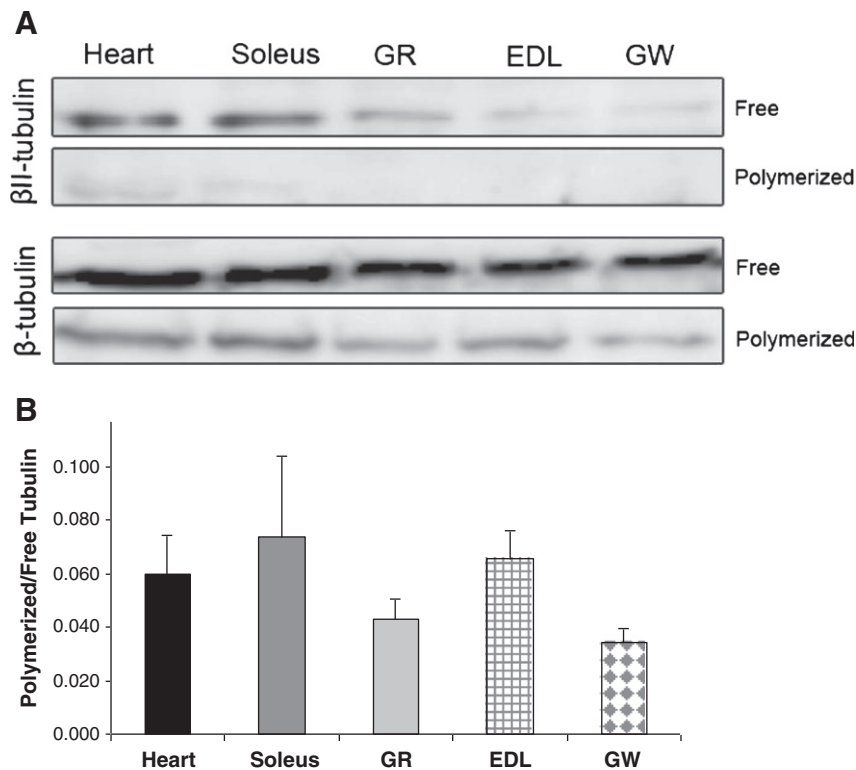 A
Heart Soleus GR EDL GW
βII-tubulin
Free
Polymerized
β-tubulin
Free
Polymerized
B
Polymerized/Free Tubulin
0.100
0.080
0.060
0.040
0.020
0.000
Heart Soleus GR EDL GW